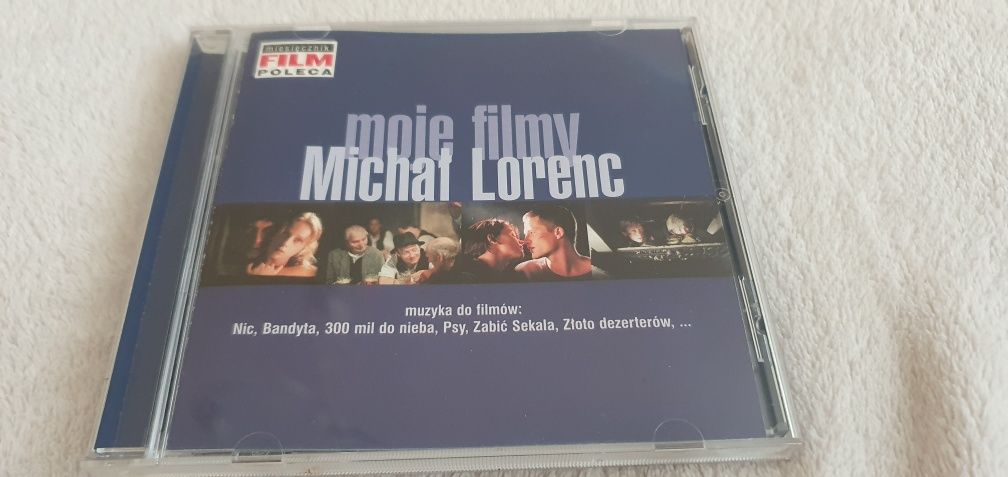 miesięcznik
FILM
POLECA
moje filmy
Michał Lorenc
muzyka do filmów:
Nic, Bandyta, 300 mil do nieba, Psy, Zabić Sekala, Złoto dezerterów, ...